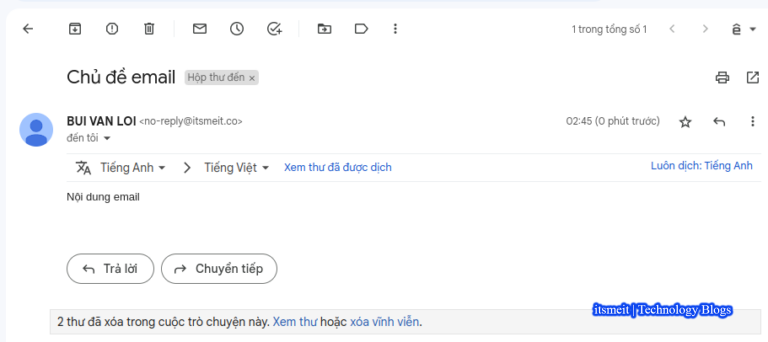 1 trong tổng số 1
Chủ đề email Hộp thư đến ×
BUI VAN LOI <no-reply@itsmeit.co> 02:45 (0 phút trước)
đến tôi
Tiếng Anh > Tiếng Việt Xem thư đã được dịch Luôn dịch: Tiếng Anh
Nội dung email
Trả lời Chuyển tiếp
itsmeit | Technology Blogs
2 thư đã xóa trong cuộc trò chuyện này. Xem thư hoặc xóa vĩnh viễn.